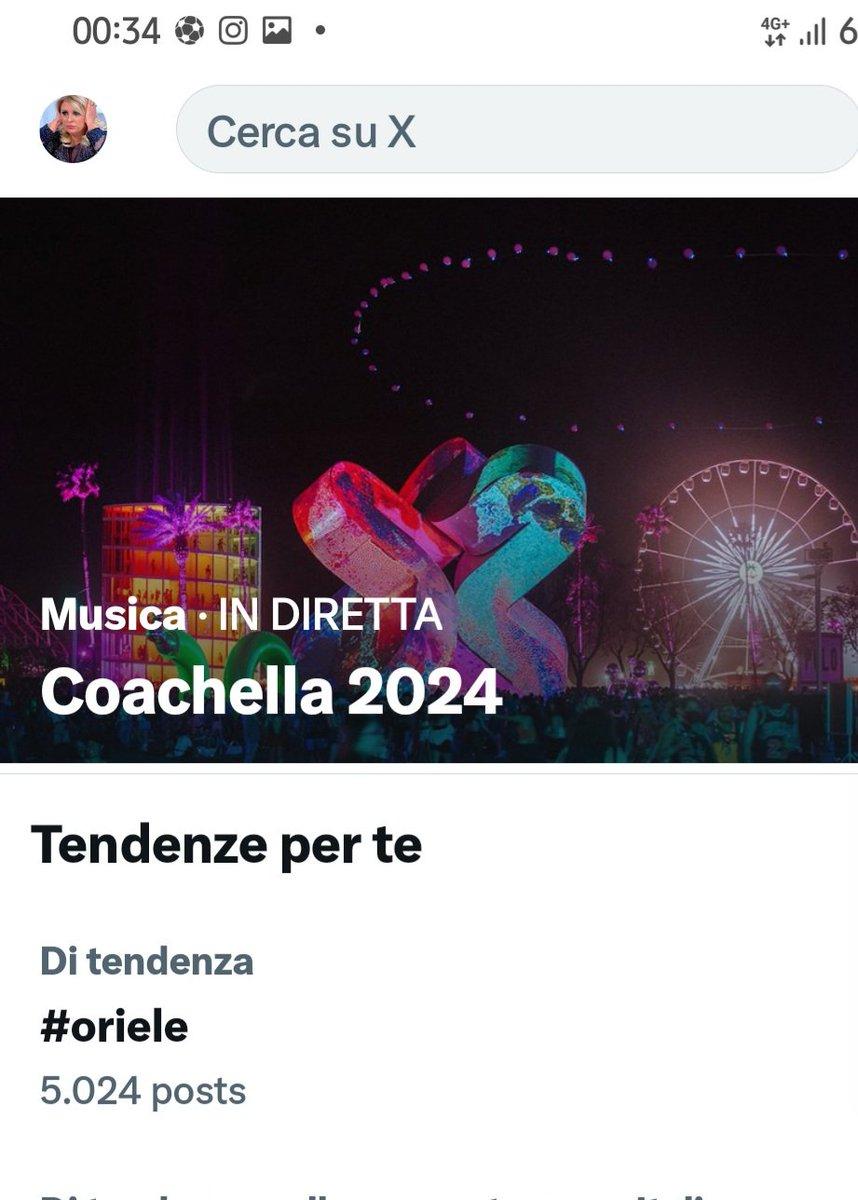 00:34
4G+
6
Cerca su X
Musica · IN DIRETTA
Coachella 2024
Tendenze per te
Di tendenza
#oriele
5.024 posts